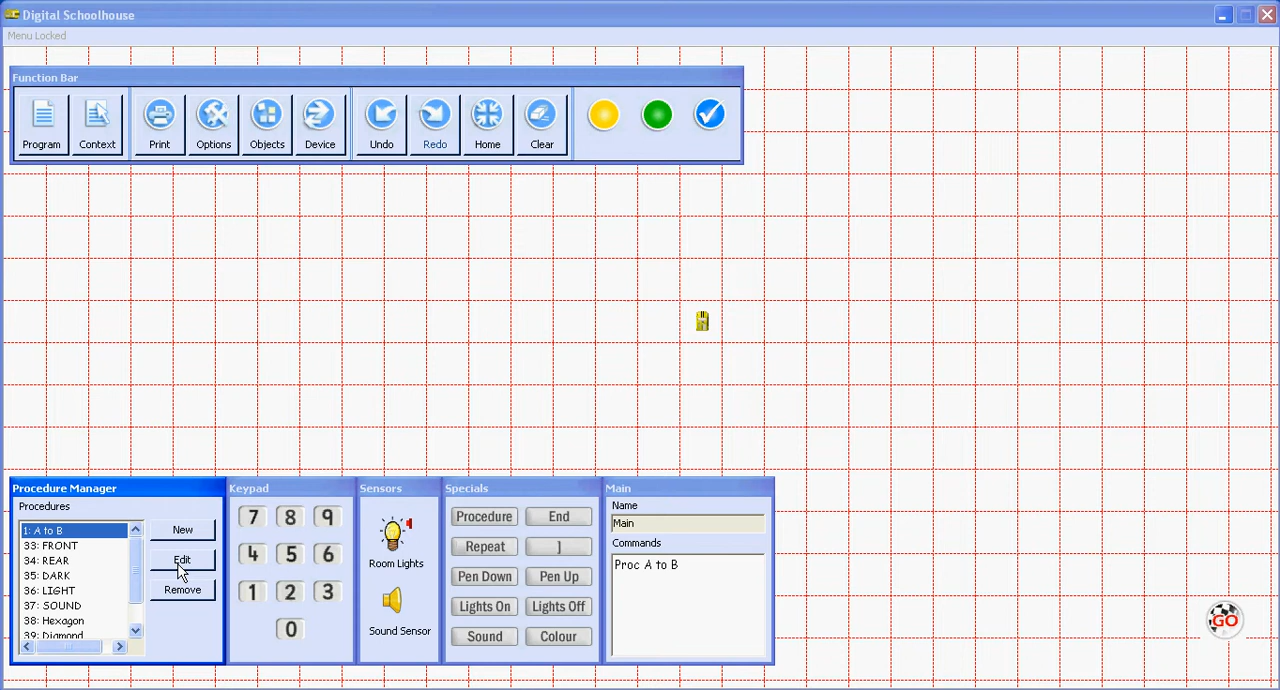 Digital Schoolhouse
Menu Locked
Function Bar
Program Context Print Options Objects Device Undo Redo Home Clear
Procedure Manager
Procedures
1: A to B
33: FRONT
34: REAR
35: DARK
36: LIGHT
37: SOUND
38: Hexagon
39: Diamond
New
Edit
Remove
Keypad
7 8 9
4 5 6
1 2 3
0
Sensors
Room Lights
Sound Sensor
Specials
Procedure End
Repeat ]
Pen Down Pen Up
Lights On Lights Off
Sound Colour
Main
Name
Main
Commands
Proc A to B
GO